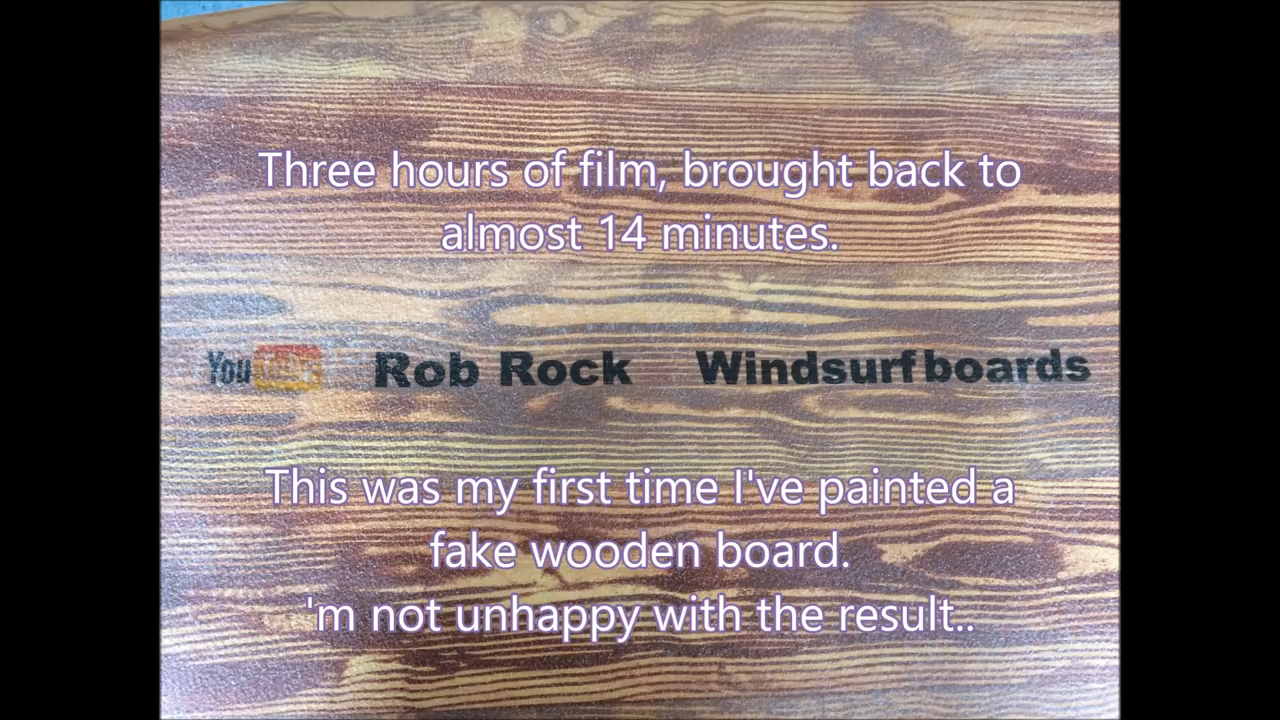 Three hours of film, brought back to
almost 14 minutes.
YouTube Rob Rock Windsurfboards
This was my first time I've painted a
fake wooden board.
'm not unhappy with the result..